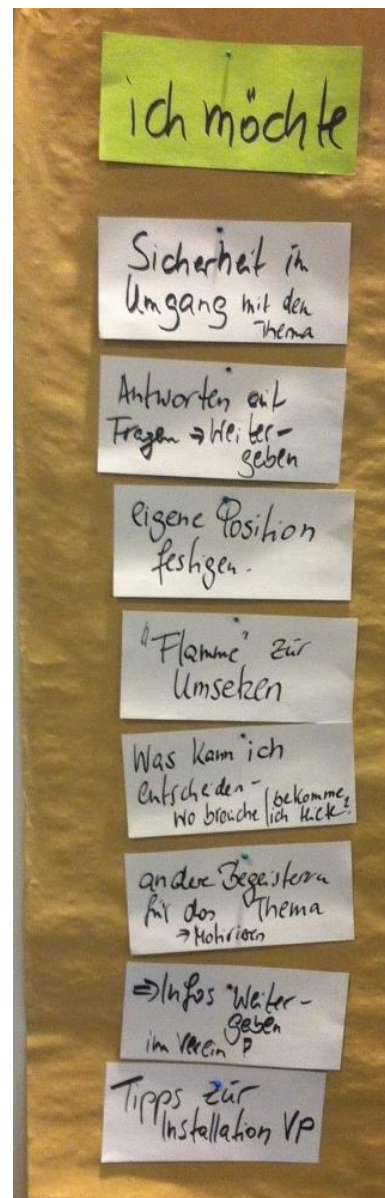 ich möchte
Sicherheit im
Umgang mit den
Thema
Antworten auf
Fragen ⇒ Weiter-
geben
eigene Position
festigen.
"Flamme" zur
Umsetzen
Was kann ich
entscheiden -
wo brauche / bekomme
ich Hilfe?
andere Begeistern
für das Thema
→ Motivieren
⇒ Infos Weiter-
geben
im Verein
Tipps zur
Installation VP